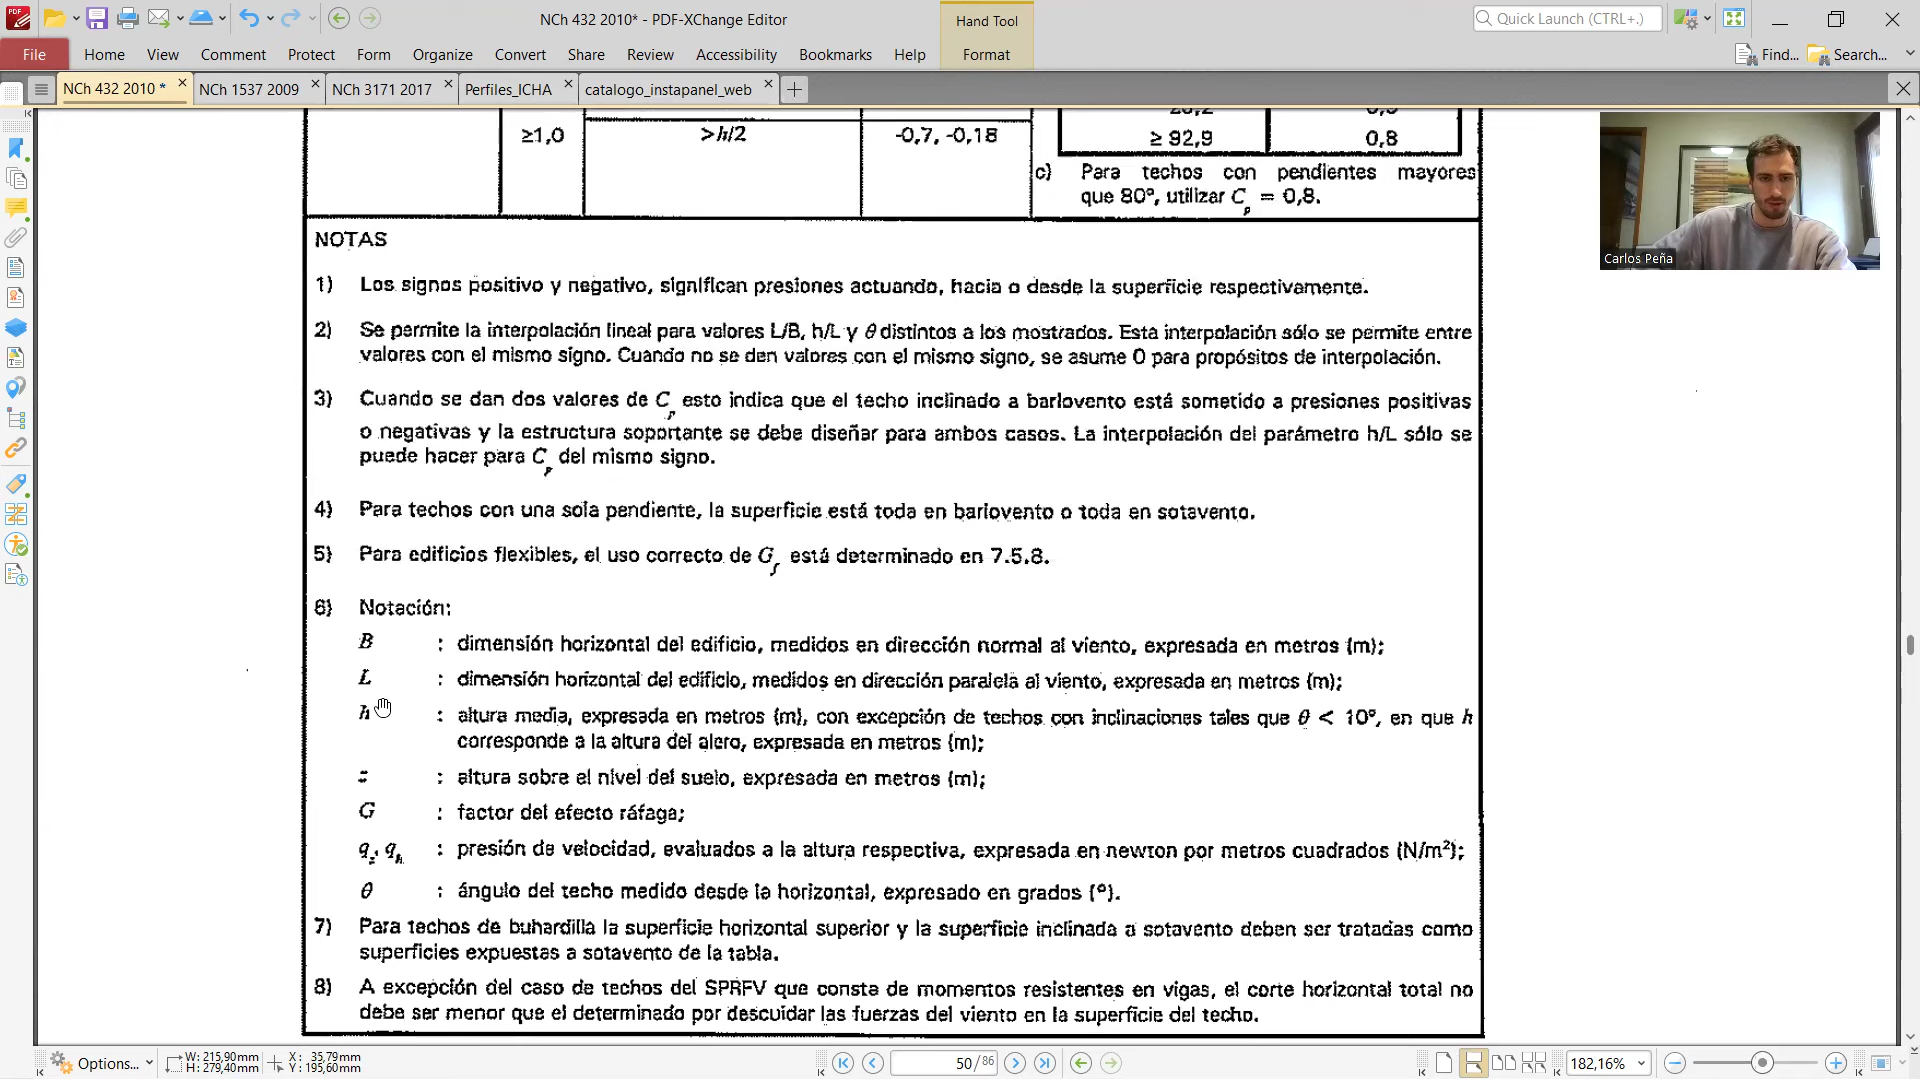 NCh 432 2010* - PDF-XChange Editor
Hand Tool
Quick Launch (CTRL+.)
File Home View Comment Protect Form Organize Convert Share Review Accessibility Bookmarks Help Format
Find... Search...
NCh 432 2010 * NCh 1537 2009 NCh 3171 2017 Perfiles_ICHA catalogo_instapanel_web
≥1,0 >h/2 -0,7, -0,18 ≥ 92,9 0,8
c) Para techos con pendientes mayores
que 80°, utilizar Cp = 0,8.
Carlos Peña
NOTAS
1) Los signos positivo y negativo, significan presiones actuando, hacia o desde la superficie respectivamente.
2) Se permite la interpolación lineal para valores L/B, h/L y θ distintos a los mostrados. Esta interpolación sólo se permite entre
valores con el mismo signo. Cuando no se den valores con el mismo signo, se asume 0 para propósitos de interpolación.
3) Cuando se dan dos valores de Cp esto indica que el techo inclinado a barlovento está sometido a presiones positivas
o negativas y la estructura soportante se debe diseñar para ambos casos. La interpolación del parámetro h/L sólo se
puede hacer para Cp del mismo signo.
4) Para techos con una sola pendiente, la superficie está toda en barlovento o toda en sotavento.
5) Para edificios flexibles, el uso correcto de Gf está determinado en 7.5.8.
6) Notación:
B : dimensión horizontal del edificio, medidos en dirección normal al viento, expresada en metros (m);
L : dimensión horizontal del edificio, medidos en dirección paralela al viento, expresada en metros (m);
h : altura media, expresada en metros (m), con excepción de techos con inclinaciones tales que θ < 10°, en que h
corresponde a la altura del alero, expresada en metros (m);
z : altura sobre el nivel del suelo, expresada en metros (m);
G : factor del efecto ráfaga;
qz, qh : presión de velocidad, evaluados a la altura respectiva, expresada en newton por metros cuadrados (N/m²);
θ : ángulo del techo medido desde la horizontal, expresado en grados (°).
7) Para techos de buhardilla la superficie horizontal superior y la superficie inclinada a sotavento deben ser tratadas como
superficies expuestas a sotavento de la tabla.
8) A excepción del caso de techos del SPRFV que consta de momentos resistentes en vigas, el corte horizontal total no
debe ser menor que el determinado por descuidar las fuerzas del viento en la superficie del techo.
Options... W: 215,90mm X : 35,79mm 50 / 86 182,16%
H: 279,40mm Y : 195,60mm